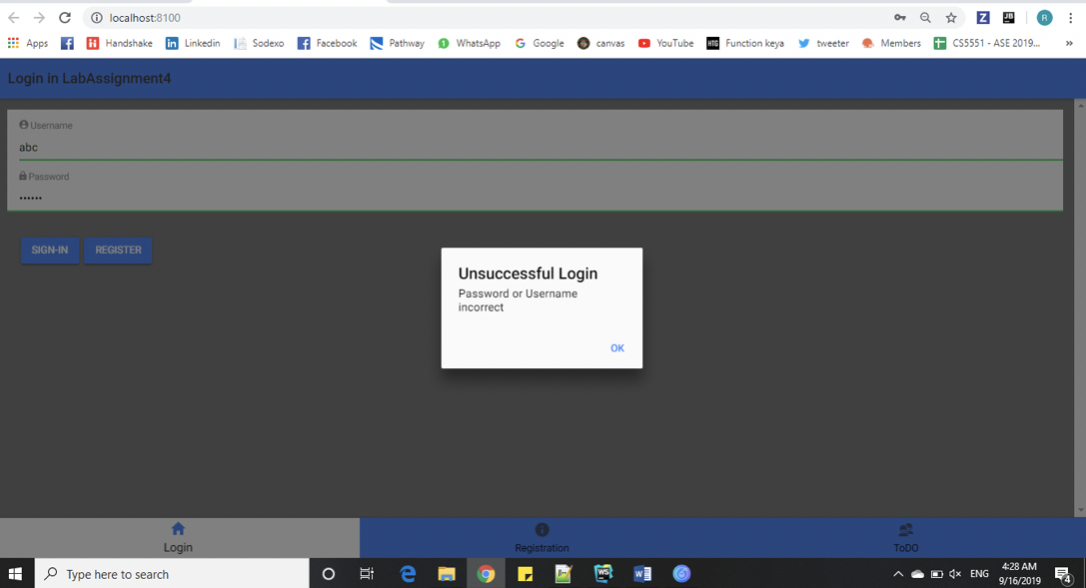 localhost:8100
R
Apps Handshake Linkedin Sodexo Facebook Pathway WhatsApp Google canvas YouTube Function keya tweeter Members CS5551 - ASE 2019... »
Login in LabAssignment4
Username
abc
Password
••••••
SIGN-IN REGISTER
Unsuccessful Login
Password or Username
incorrect
OK
Login Registration ToDO
Type here to search
ENG
4:28 AM
9/16/2019
4